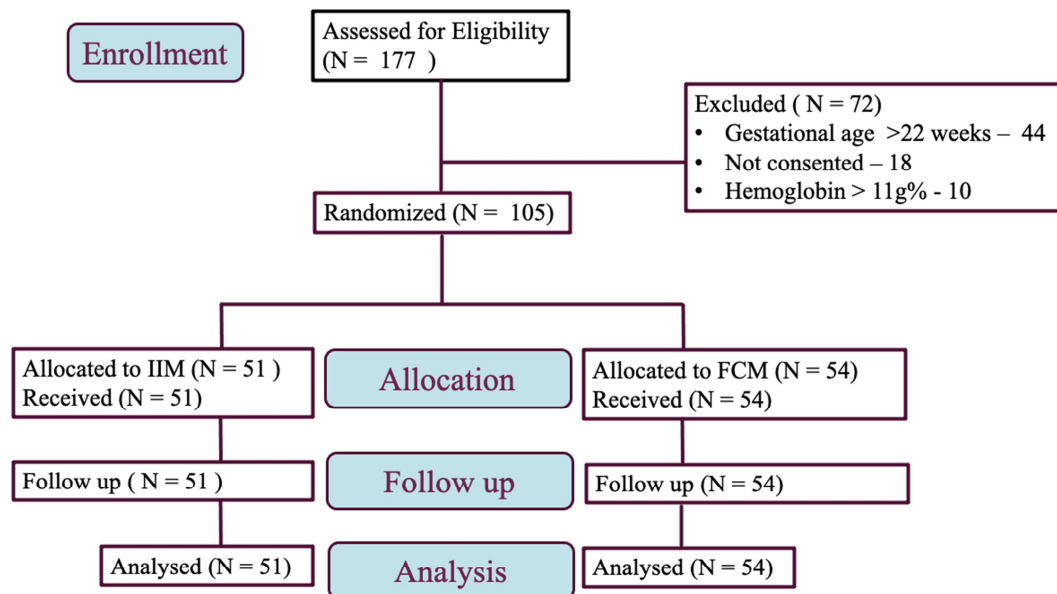 Enrollment
Assessed for Eligibility
(N = 177 )
Excluded ( N = 72)
• Gestational age >22 weeks – 44
• Not consented – 18
• Hemoglobin > 11g% - 10
Randomized (N = 105)
Allocated to IIM (N = 51 )
Received (N = 51)
Allocation
Allocated to FCM (N = 54)
Received (N = 54)
Follow up ( N = 51 )
Follow up
Follow up (N = 54)
Analysed (N = 51)
Analysis
Analysed (N = 54)